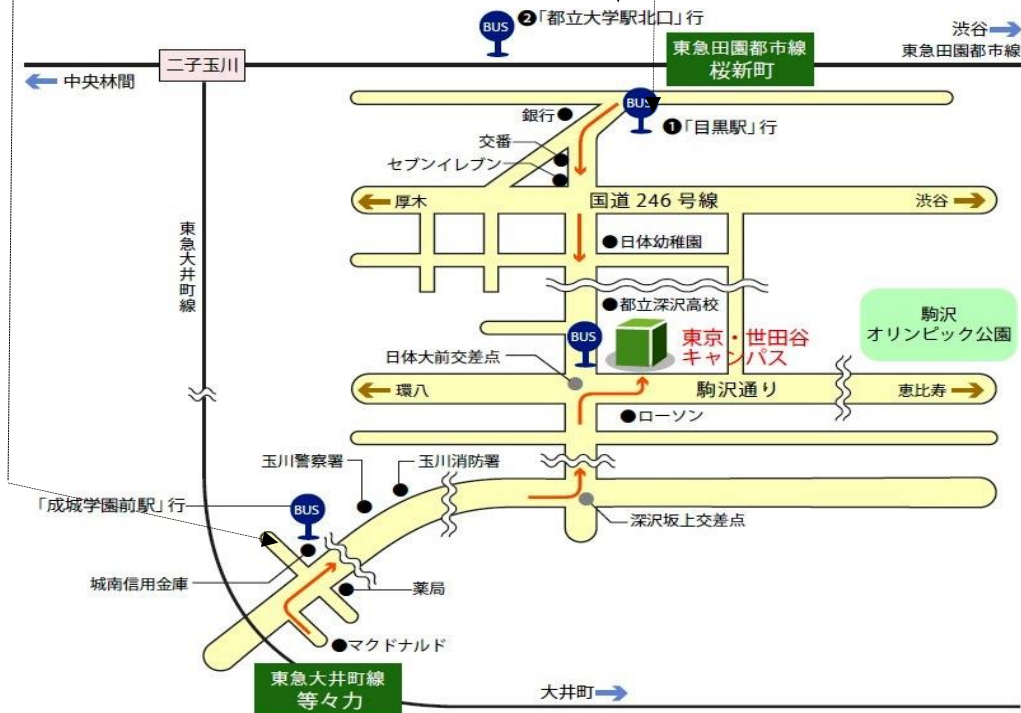 BUS
❷「都立大学駅北口」行
渋谷
東急田園都市線
東急田園都市線
桜新町
二子玉川
中央林間
銀行
BUS
❶「目黒駅」行
交番
セブンイレブン
厚木
国道246号線
渋谷
東急大井町線
日体幼稚園
都立深沢高校
駒沢
オリンピック公園
BUS
東京・世田谷
キャンパス
日体大前交差点
環八
駒沢通り
恵比寿
ローソン
玉川警察署
玉川消防署
「成城学園前駅」行
BUS
深沢坂上交差点
城南信用金庫
薬局
マクドナルド
東急大井町線
等々力
大井町